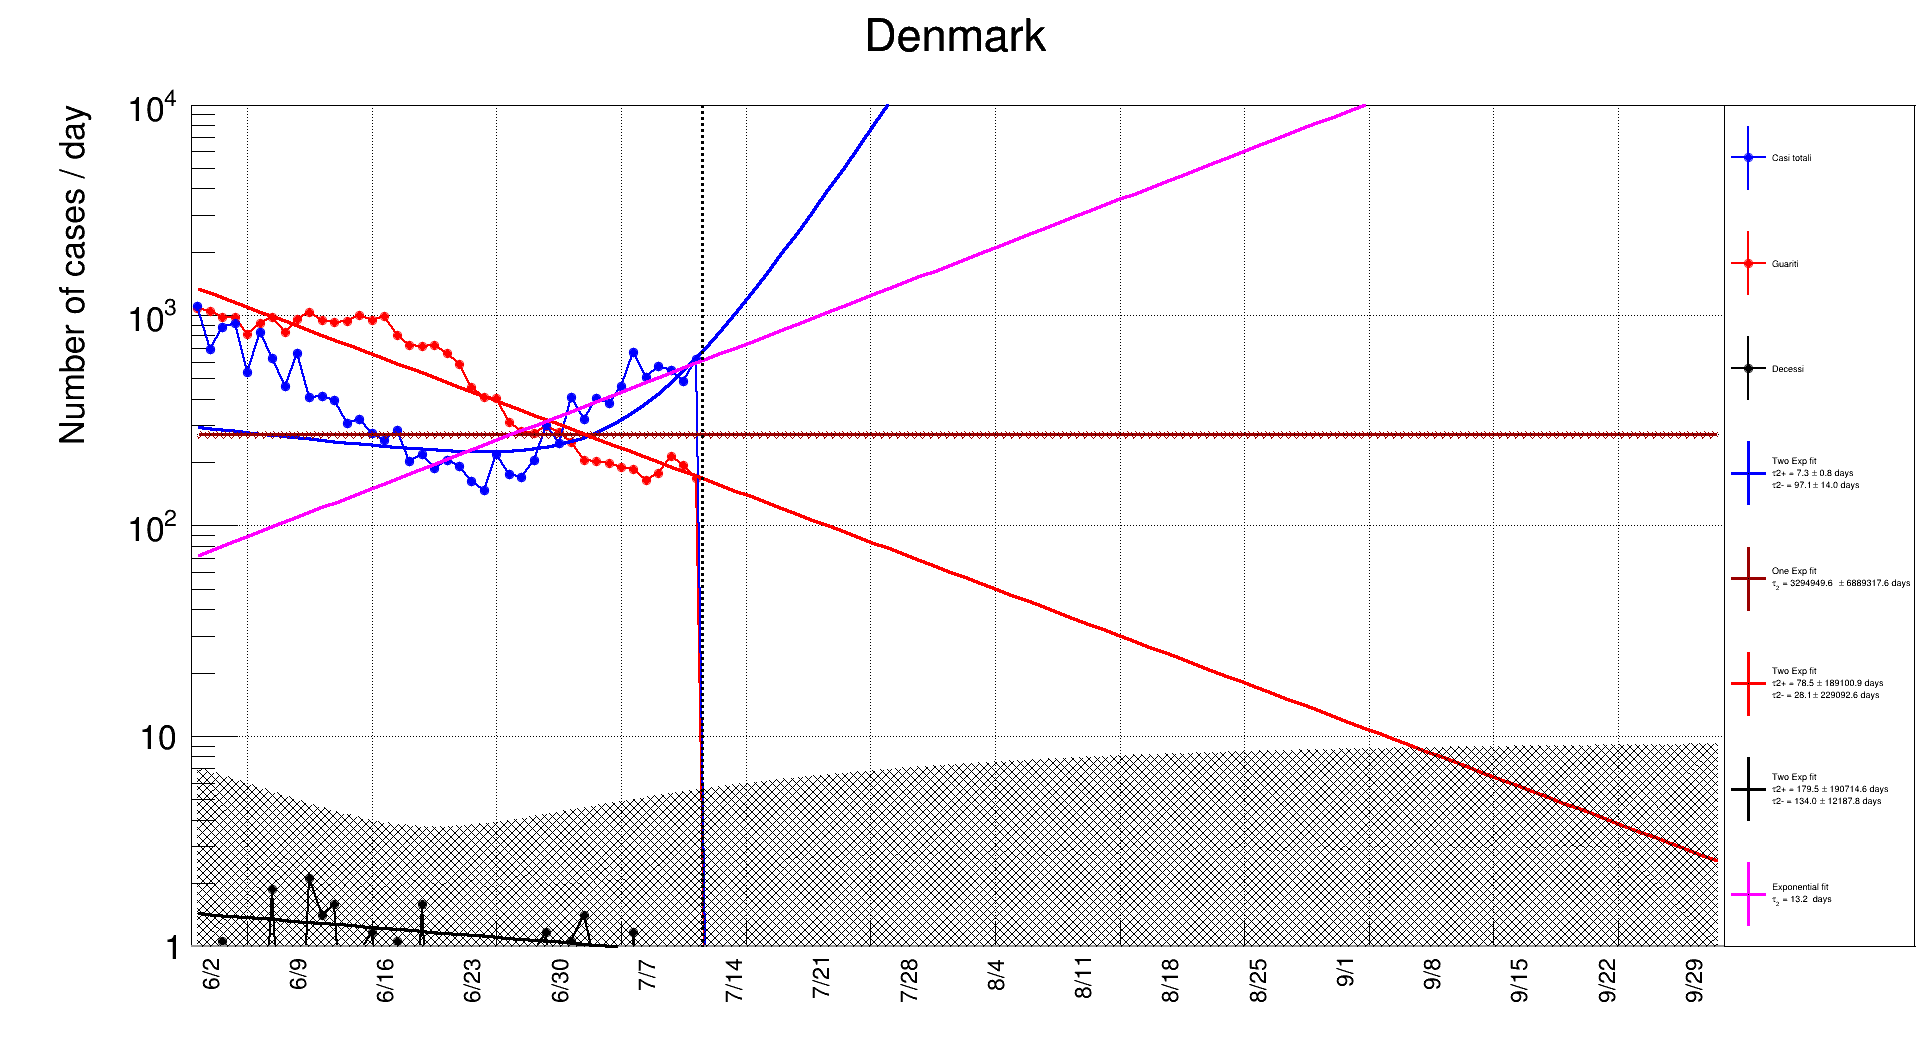 Denmark
Number of cases / day
10^4
10^3
10^2
10
1
6/2
6/9
6/16
6/23
6/30
7/7
7/14
7/21
7/28
8/4
8/11
8/18
8/25
9/1
9/8
9/15
9/22
9/29
Casi totali
Guariti
Decessi
Two Exp fit
τ2+ = 7.3 ± 0.8 days
τ2- = 97.1 ± 14.0 days
One Exp fit
τ_2 = 3294949.6 ± 6889317.6 days
Two Exp fit
τ2+ = 78.5 ± 189100.9 days
τ2- = 28.1 ± 229092.6 days
Two Exp fit
τ2+ = 179.5 ± 190714.6 days
τ2- = 134.0 ± 12187.8 days
Exponential fit
τ_2 = 13.2 days